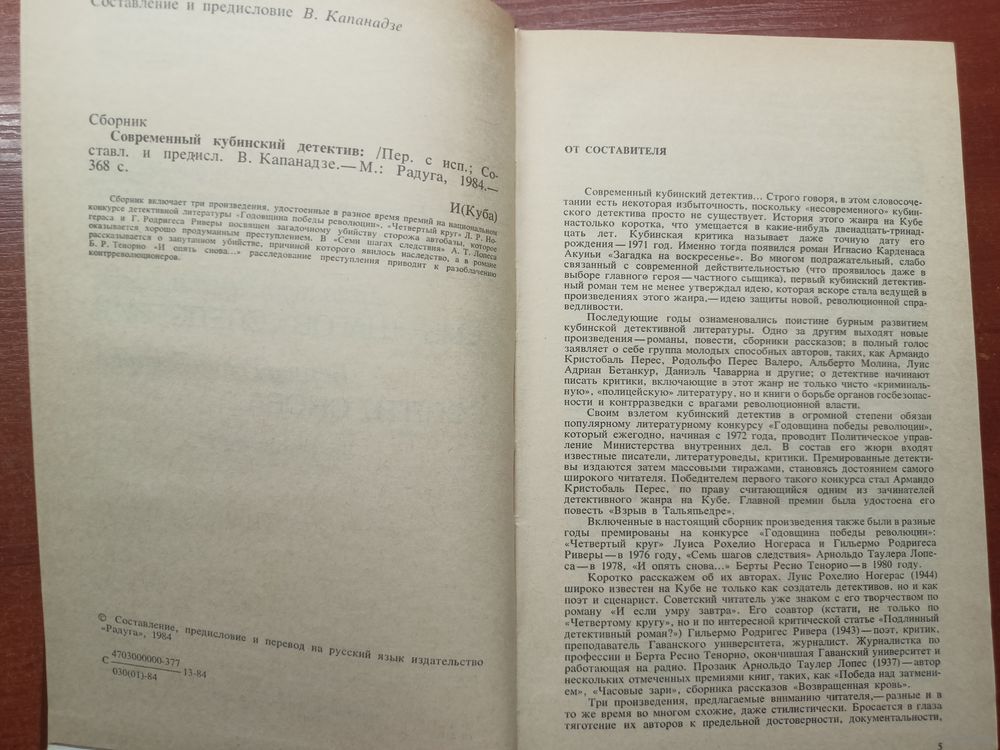 Составление и предисловие В. Капанадзе
Сборник
Современный кубинский детектив: /Пер. с исп.; Со-
ставл. и предисл. В. Капанадзе.—М.: Радуга, 1984.—
368 с.
И(Куба)
Сборник включает три произведения, удостоенные в разное время премий на национальном
конкурсе детективной литературы «Годовщина победы революции». «Четвертый круг» Л. Р. Но-
гераса и Г. Родригеса Риверы посвящен загадочному убийству сторожа автобазы, которое
оказывается хорошо продуманным преступлением. В «Семи шагах следствия» А. Т. Лопеса
рассказывается о запутанном убийстве, причиной которого явилось наследство, а в романе
Б. Р. Тенорио «И опять снова...» расследование преступления приводит к разоблачению
контрреволюционеров.
© Составление, предисловие и перевод на русский язык издательство
«Радуга», 1984
С 4703000000-377
030(01)-84 13-84
ОТ СОСТАВИТЕЛЯ
Современный кубинский детектив... Строго говоря, в этом словосоче-
тании есть некоторая избыточность, поскольку «несовременного» кубин-
ского детектива просто не существует. История этого жанра на Кубе
настолько коротка, что умещается в какие-нибудь двенадцать-тринад-
цать лет. Кубинская критика называет даже точную дату его
рождения—1971 год. Именно тогда появился роман Игнасио Карденаса
Акуньи «Загадка на воскресенье». Во многом подражательный, слабо
связанный с современной действительностью (что проявилось даже в
выборе главного героя—частного сыщика), первый кубинский детектив-
ный роман тем не менее утверждал идею, которая вскоре стала ведущей в
произведениях этого жанра,—идею защиты новой, революционной спра-
ведливости.
Последующие годы ознаменовались поистине бурным развитием
кубинской детективной литературы. Одно за другим выходят новые
произведения—романы, повести, сборники рассказов; в полный голос
заявляет о себе группа молодых способных авторов, таких, как Армандо
Кристобаль Перес, Родольфо Перес Валеро, Альберто Молина, Луис
Адриан Бетанкур, Даниэль Чаварриа и другие; о детективе начинают
писать критики, включающие в этот жанр не только чисто «криминаль-
ную», «полицейскую» литературу, но и книги о борьбе органов госбезопас-
ности и контрразведки с врагами революционной власти.
Своим взлетом кубинский детектив в огромной степени обязан
популярному литературному конкурсу «Годовщина победы революции»,
который ежегодно, начиная с 1972 года, проводит Политическое управ-
ление Министерства внутренних дел. В состав его жюри входят
известные писатели, литературоведы, критики. Премированные детекти-
вы издаются затем массовыми тиражами, становясь достоянием самого
широкого читателя. Победителем первого такого конкурса стал Армандо
Кристобаль Перес, по праву считающийся одним из зачинателей
детективного жанра на Кубе. Главной премии была удостоена его
повесть «Взрыв в Тальяпьедре».
Включенные в настоящий сборник произведения также были в разные
годы премированы на конкурсе «Годовщина победы революции»:
«Четвертый круг» Луиса Рохелио Ногераса и Гильермо Родригеса
Риверы—в 1976 году, «Семь шагов следствия» Арнольдо Таулера Лопе-
са—в 1978, «И опять снова...» Берты Ресио Тенорио—в 1980 году.
Коротко расскажем об их авторах. Луис Рохелио Ногерас (1944)
широко известен на Кубе не только как создатель детективов, но и как
поэт и сценарист. Советский читатель уже знаком с его творчеством по
роману «И если умру завтра». Его соавтор (кстати, не только по
«Четвертому кругу», но и по интересной критической статье «Подлинный
детективный роман?») Гильермо Родригес Ривера (1943)—поэт, критик,
преподаватель Гаванского университета, журналист. Журналистка по
профессии и Берта Ресио Тенорио, окончившая Гаванский университет и
работающая на радио. Прозаик Арнольдо Таулер Лопес (1937)—автор
нескольких отмеченных премиями книг, таких, как «Победа над затмени-
ем», «Часовые зари», сборника рассказов «Возвращенная кровь».
Три произведения, предлагаемые вниманию читателя,—разные и в
то же время во многом схожие, даже стилистически. Бросается в глаза
тяготение их авторов к предельной достоверности, документальности,
5